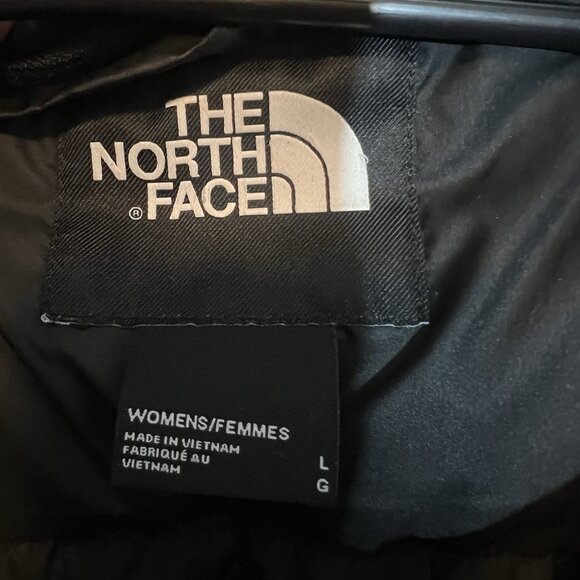 THE
NORTH
® FACE
WOMENS/FEMMES
MADE IN VIETNAM
FABRIQUÉ AU
VIETNAM
L
G